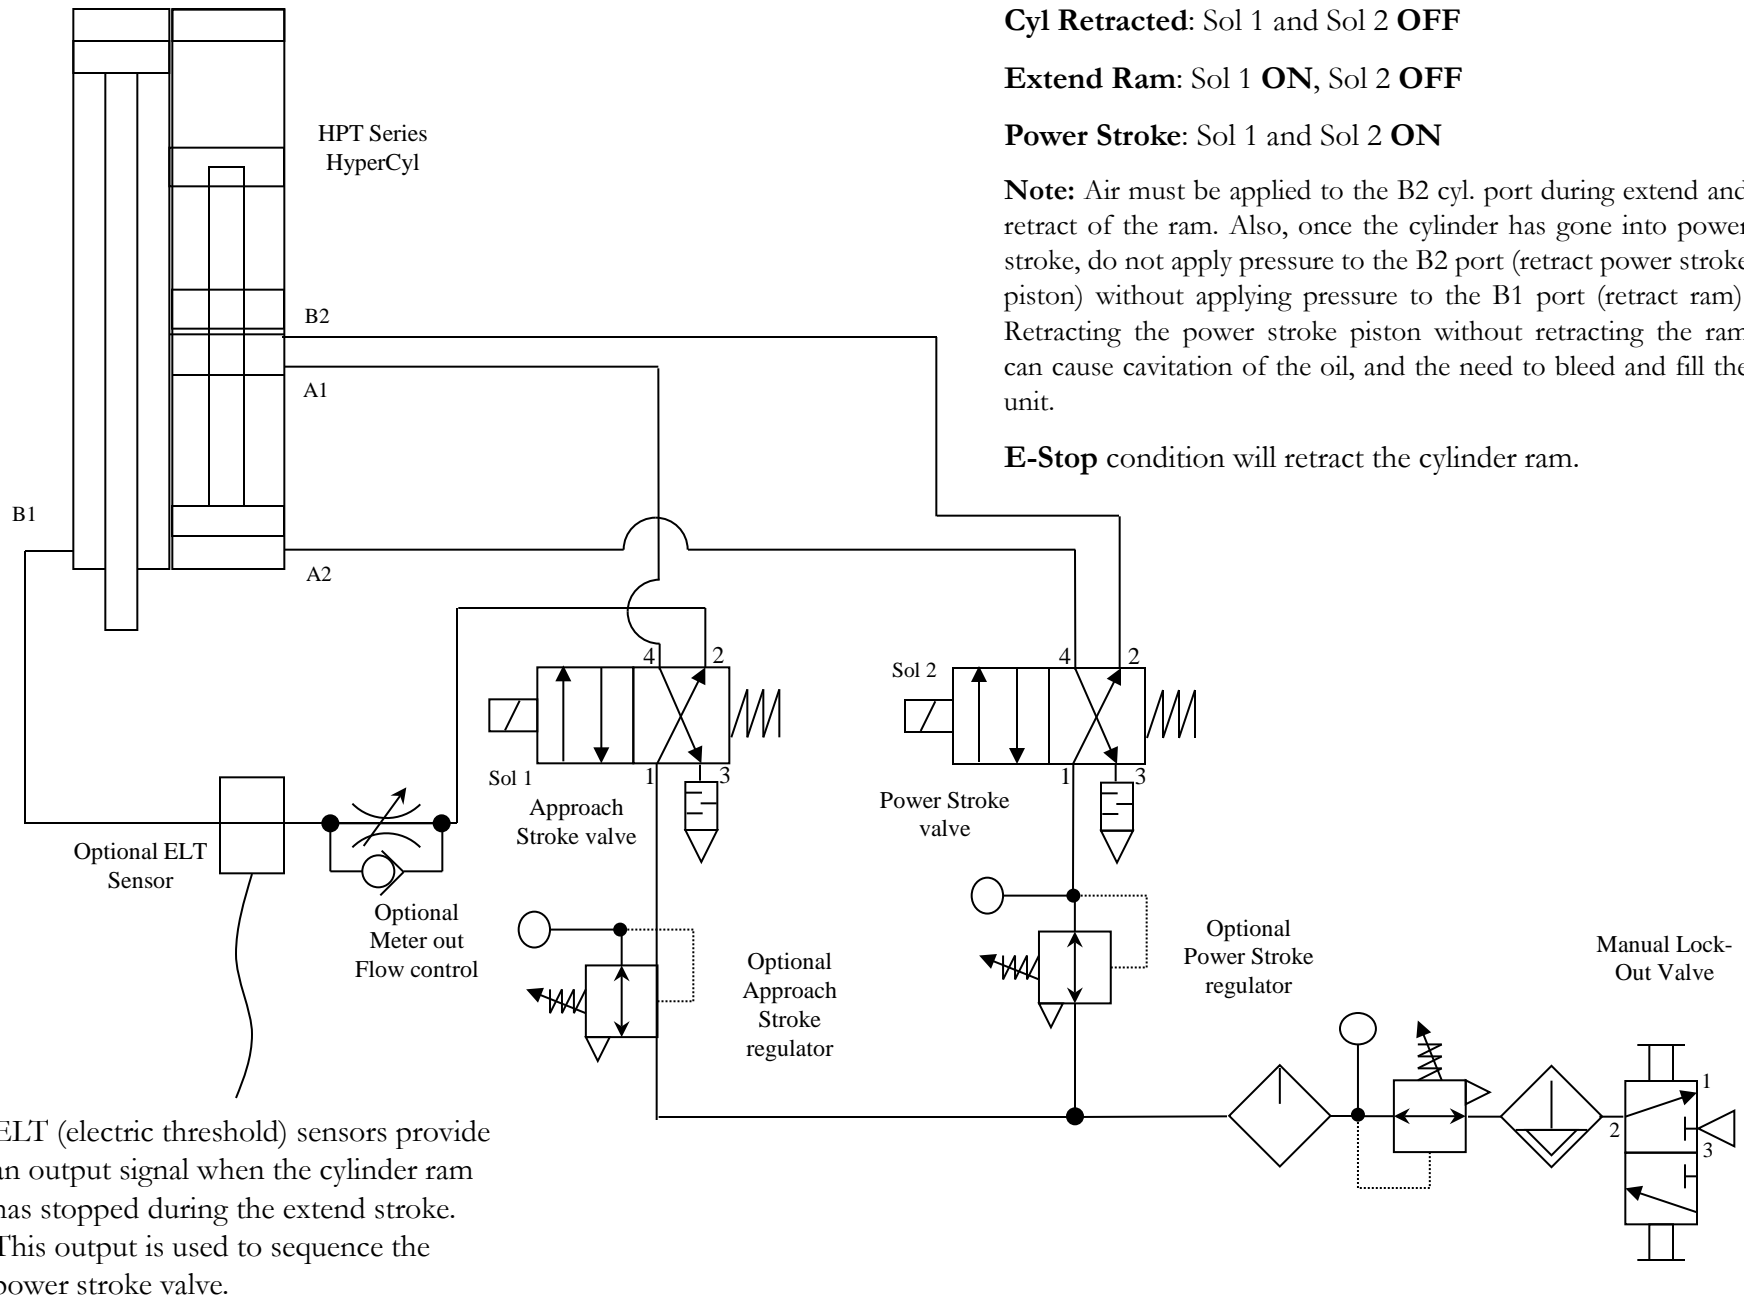 Cyl Retracted: Sol 1 and Sol 2 OFF
Extend Ram: Sol 1 ON, Sol 2 OFF
Power Stroke: Sol 1 and Sol 2 ON
Note: Air must be applied to the B2 cyl. port during extend and
retract of the ram. Also, once the cylinder has gone into power
stroke, do not apply pressure to the B2 port (retract power stroke
piston) without applying pressure to the B1 port (retract ram)
Retracting the power stroke piston without retracting the ram
can cause cavitation of the oil, and the need to bleed and fill the
unit.
E-Stop condition will retract the cylinder ram.
HPT Series
HyperCyl
B2
A1
B1
A2
4
2
Sol 1
1
3
Approach
Stroke valve
Sol 2
4
2
1
3
Power Stroke
valve
Optional ELT
Sensor
Optional
Meter out
Flow control
Optional
Approach
Stroke
regulator
Optional
Power Stroke
regulator
Manual Lock-
Out Valve
1
2
3
ELT (electric threshold) sensors provide
an output signal when the cylinder ram
has stopped during the extend stroke.
This output is used to sequence the
power stroke valve.